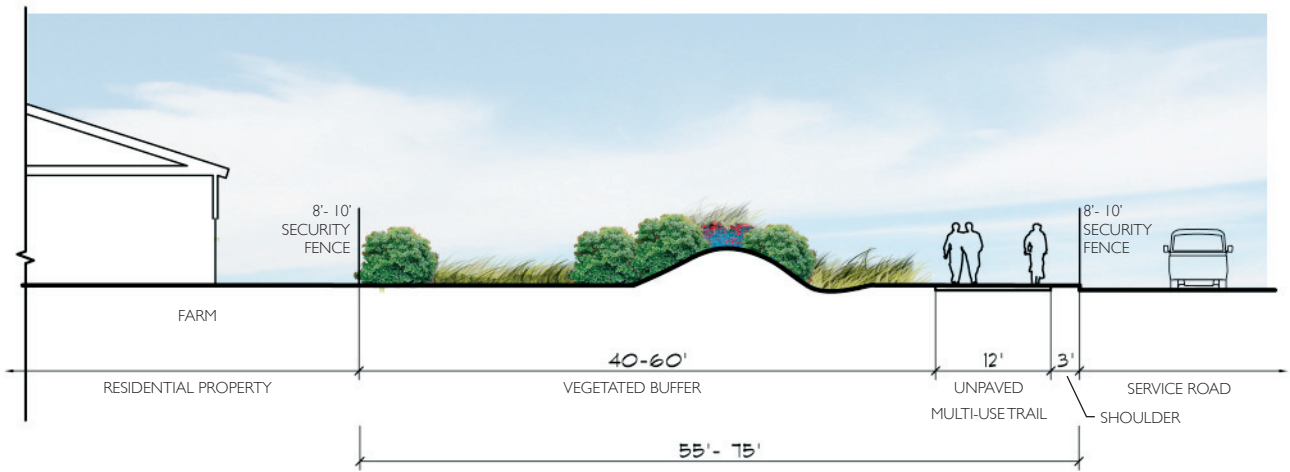 8'- 10'
SECURITY
FENCE
8'- 10'
SECURITY
FENCE
FARM
40-60'
12'
3'
RESIDENTIAL PROPERTY
VEGETATED BUFFER
UNPAVED
MULTI-USE TRAIL
SHOULDER
SERVICE ROAD
55'- 75'